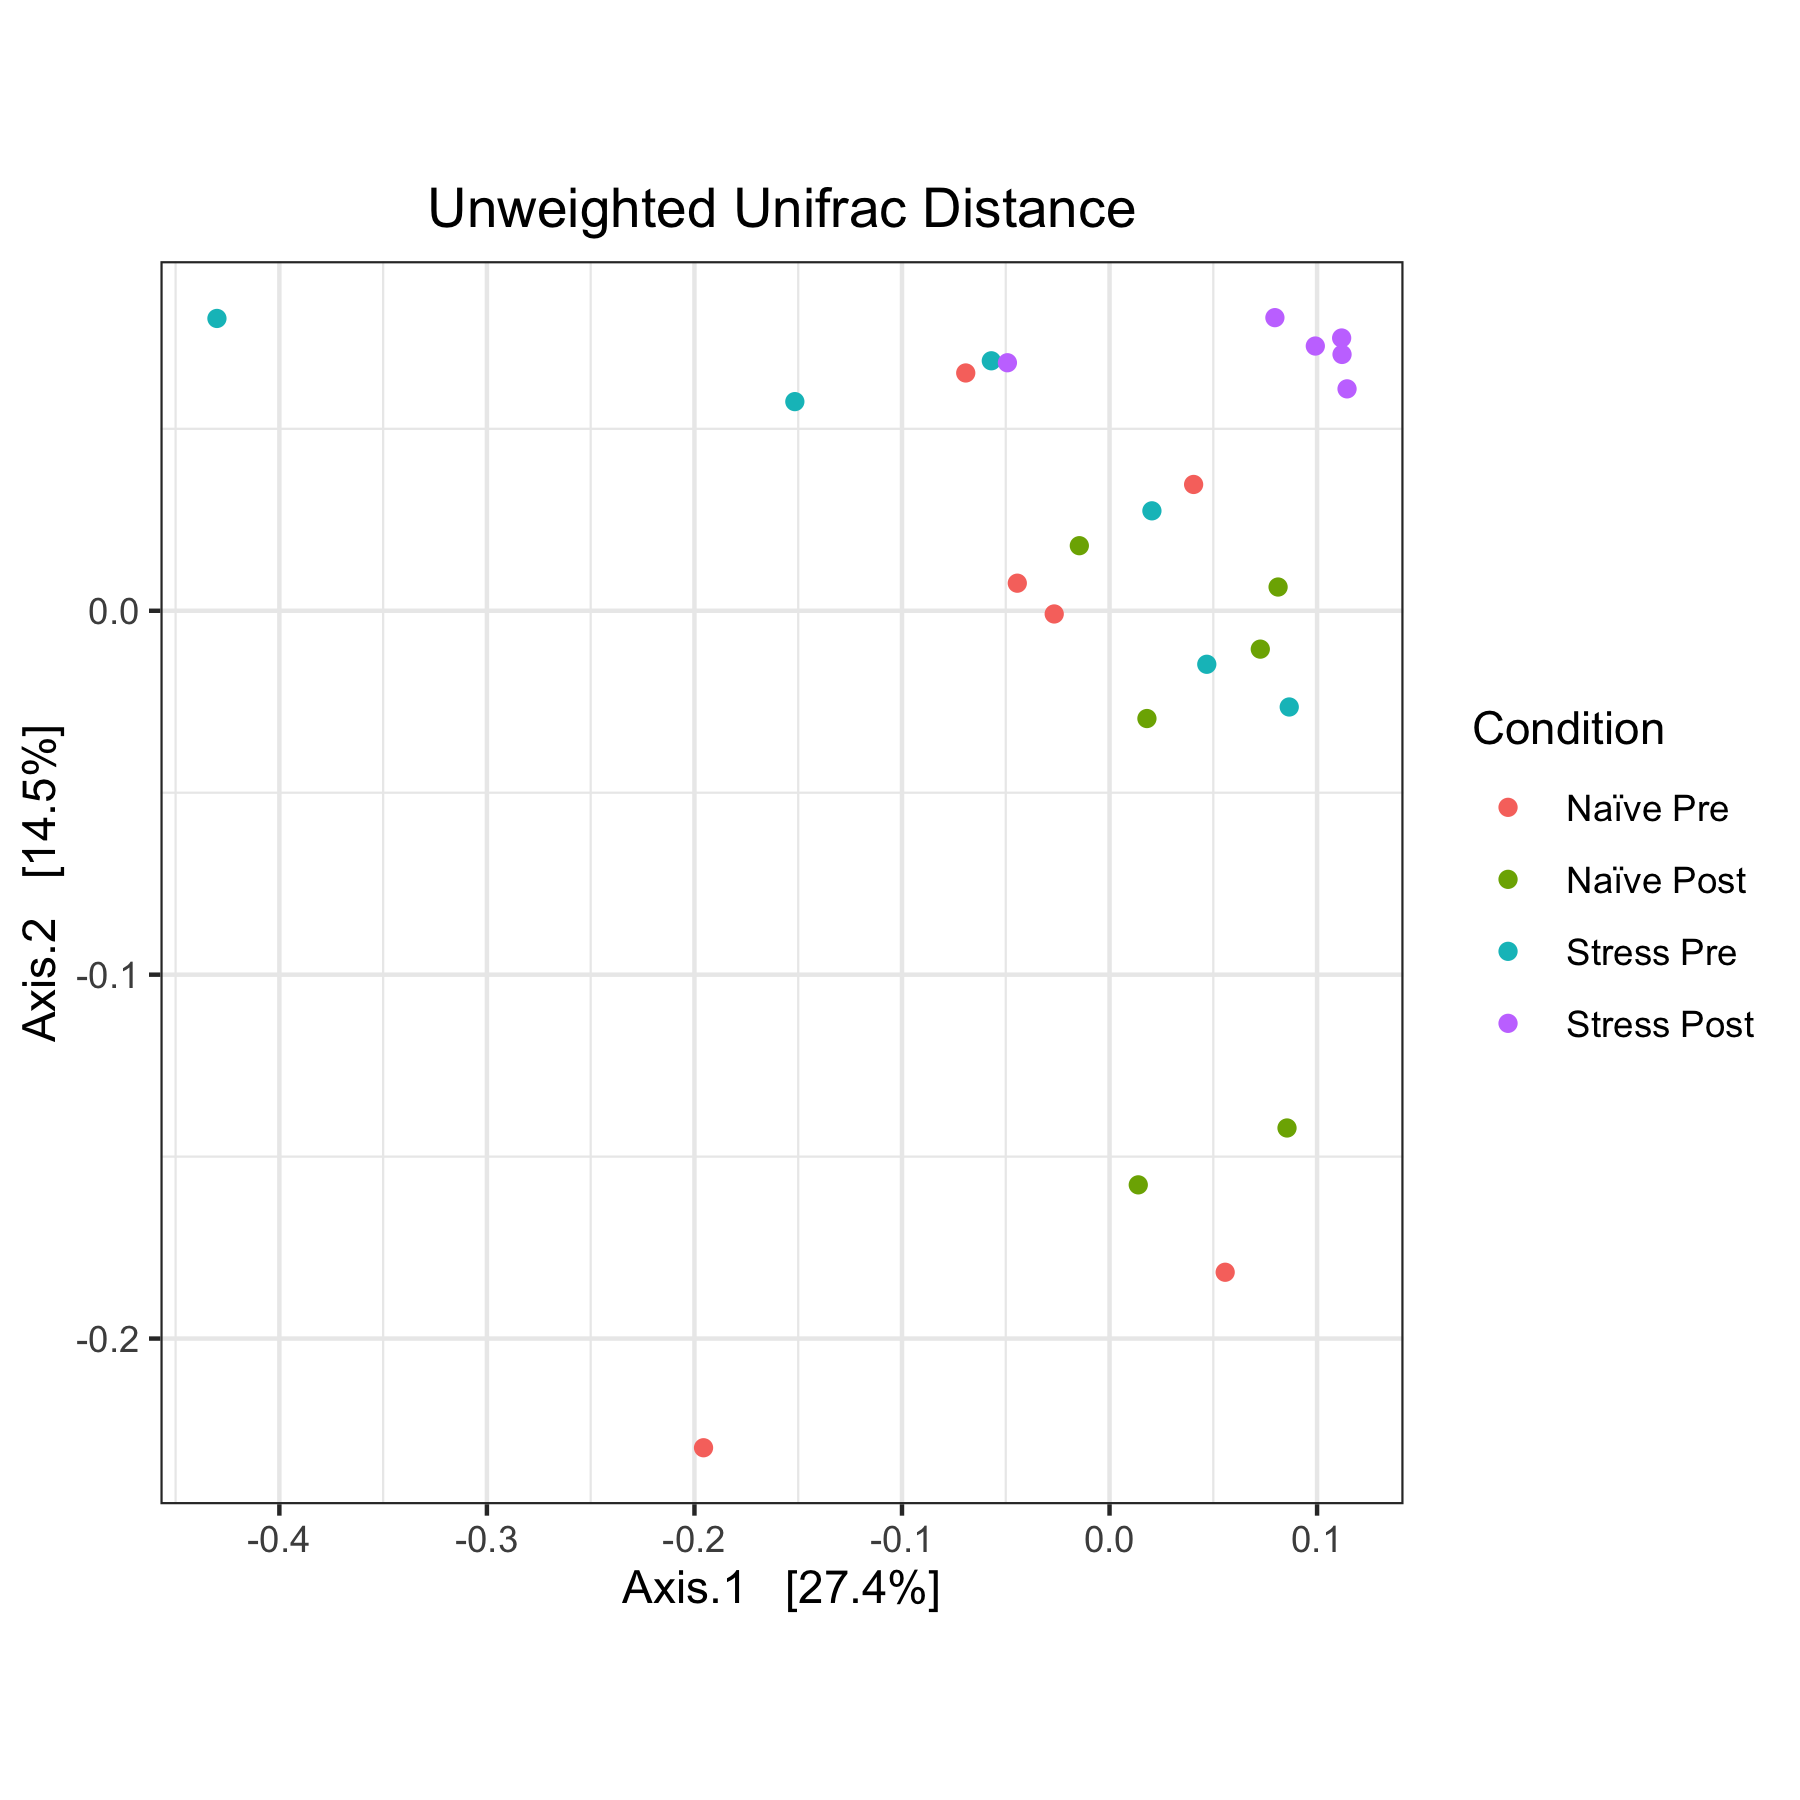 Unweighted Unifrac Distance
0.0
-0.1
-0.2
Axis.2 [14.5%]
-0.4 -0.3 -0.2 -0.1 0.0 0.1
Axis.1 [27.4%]
Condition
Naïve Pre
Naïve Post
Stress Pre
Stress Post